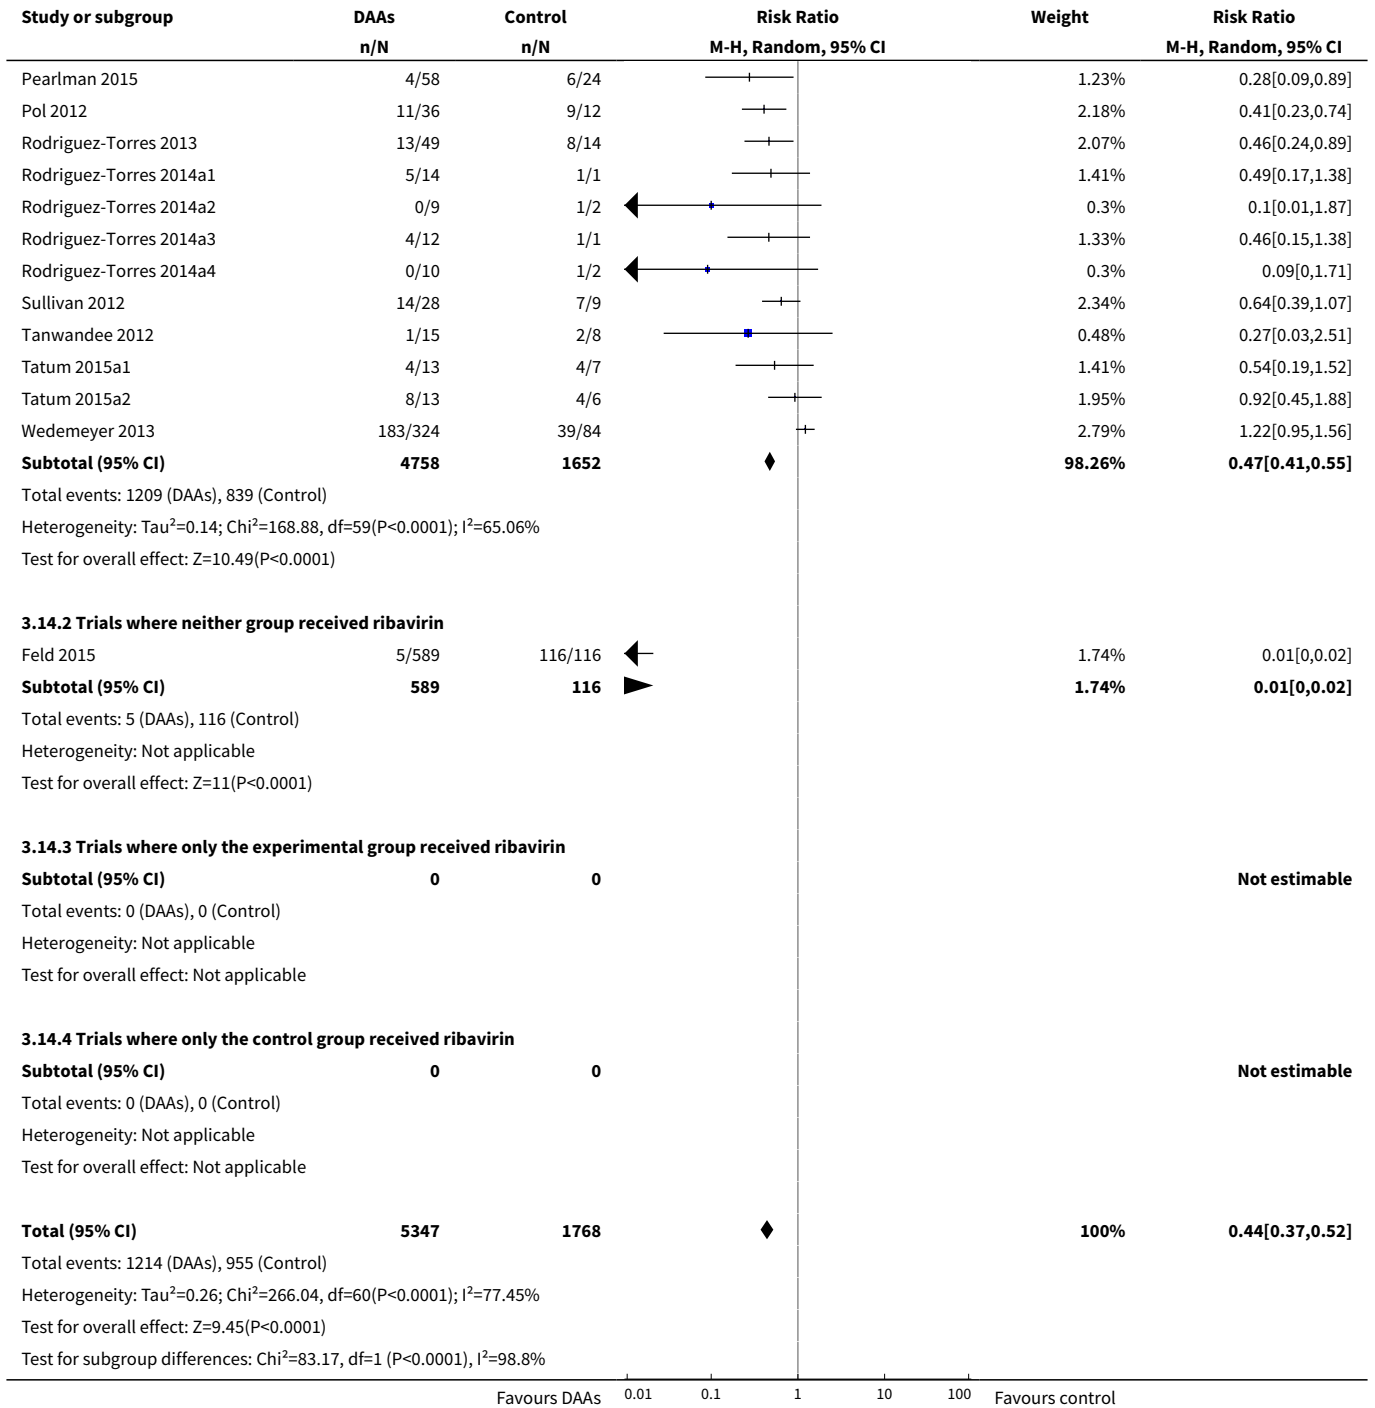 Study or subgroup DAAs Control Risk Ratio Weight Risk Ratio
n/N n/N M-H, Random, 95% CI M-H, Random, 95% CI
Pearlman 2015 4/58 6/24 1.23% 0.28[0.09,0.89]
Pol 2012 11/36 9/12 2.18% 0.41[0.23,0.74]
Rodriguez-Torres 2013 13/49 8/14 2.07% 0.46[0.24,0.89]
Rodriguez-Torres 2014a1 5/14 1/1 1.41% 0.49[0.17,1.38]
Rodriguez-Torres 2014a2 0/9 1/2 0.3% 0.1[0.01,1.87]
Rodriguez-Torres 2014a3 4/12 1/1 1.33% 0.46[0.15,1.38]
Rodriguez-Torres 2014a4 0/10 1/2 0.3% 0.09[0,1.71]
Sullivan 2012 14/28 7/9 2.34% 0.64[0.39,1.07]
Tanwandee 2012 1/15 2/8 0.48% 0.27[0.03,2.51]
Tatum 2015a1 4/13 4/7 1.41% 0.54[0.19,1.52]
Tatum 2015a2 8/13 4/6 1.95% 0.92[0.45,1.88]
Wedemeyer 2013 183/324 39/84 2.79% 1.22[0.95,1.56]
Subtotal (95% CI) 4758 1652 98.26% 0.47[0.41,0.55]
Total events: 1209 (DAAs), 839 (Control)
Heterogeneity: Tau²=0.14; Chi²=168.88, df=59(P<0.0001); I²=65.06%
Test for overall effect: Z=10.49(P<0.0001)
3.14.2 Trials where neither group received ribavirin
Feld 2015 5/589 116/116 1.74% 0.01[0,0.02]
Subtotal (95% CI) 589 116 1.74% 0.01[0,0.02]
Total events: 5 (DAAs), 116 (Control)
Heterogeneity: Not applicable
Test for overall effect: Z=11(P<0.0001)
3.14.3 Trials where only the experimental group received ribavirin
Subtotal (95% CI) 0 0 Not estimable
Total events: 0 (DAAs), 0 (Control)
Heterogeneity: Not applicable
Test for overall effect: Not applicable
3.14.4 Trials where only the control group received ribavirin
Subtotal (95% CI) 0 0 Not estimable
Total events: 0 (DAAs), 0 (Control)
Heterogeneity: Not applicable
Test for overall effect: Not applicable
Total (95% CI) 5347 1768 100% 0.44[0.37,0.52]
Total events: 1214 (DAAs), 955 (Control)
Heterogeneity: Tau²=0.26; Chi²=266.04, df=60(P<0.0001); I²=77.45%
Test for overall effect: Z=9.45(P<0.0001)
Test for subgroup differences: Chi²=83.17, df=1 (P<0.0001), I²=98.8%
Favours DAAs 0.01 0.1 1 10 100 Favours control